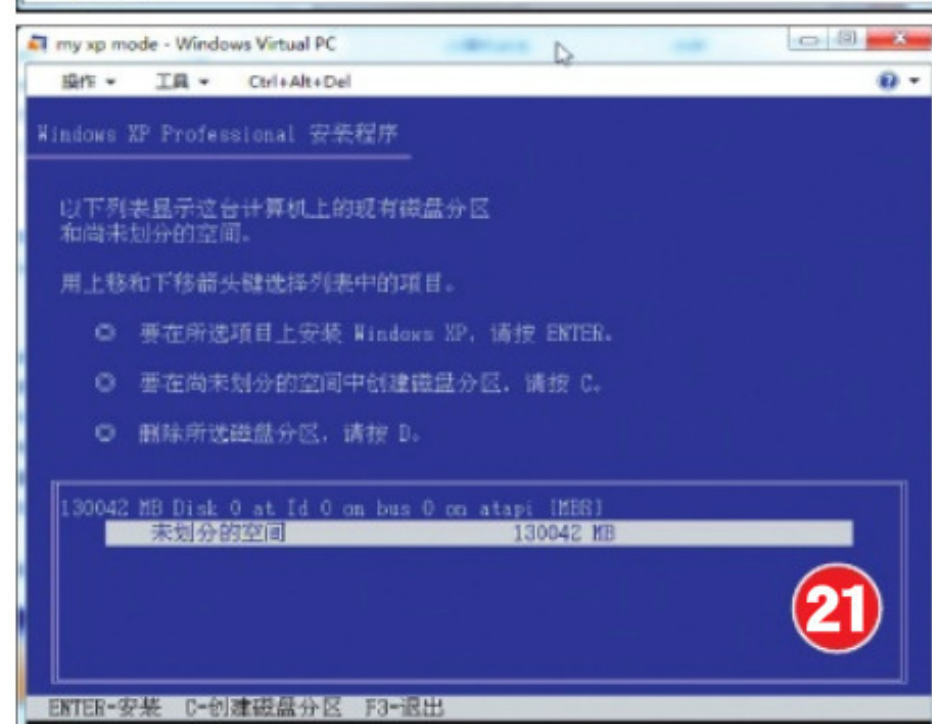 my xp mode - Windows Virtual PC
操作 工具 Ctrl+Alt+Del
Windows XP Professional 安装程序
以下列表显示这台计算机上的现有磁盘分区
和尚未划分的空间。
用上移和下移箭头键选择列表中的项目。
要在所选项目上安装 Windows XP，请按 ENTER。
要在尚未划分的空间中创建磁盘分区，请按 C。
删除所选磁盘分区，请按 D。
130042 MB Disk 0 at Id 0 on bus 0 on atapi [MBR]
未划分的空间 130042 MB
21
ENTER=安装 C=创建磁盘分区 F3=退出